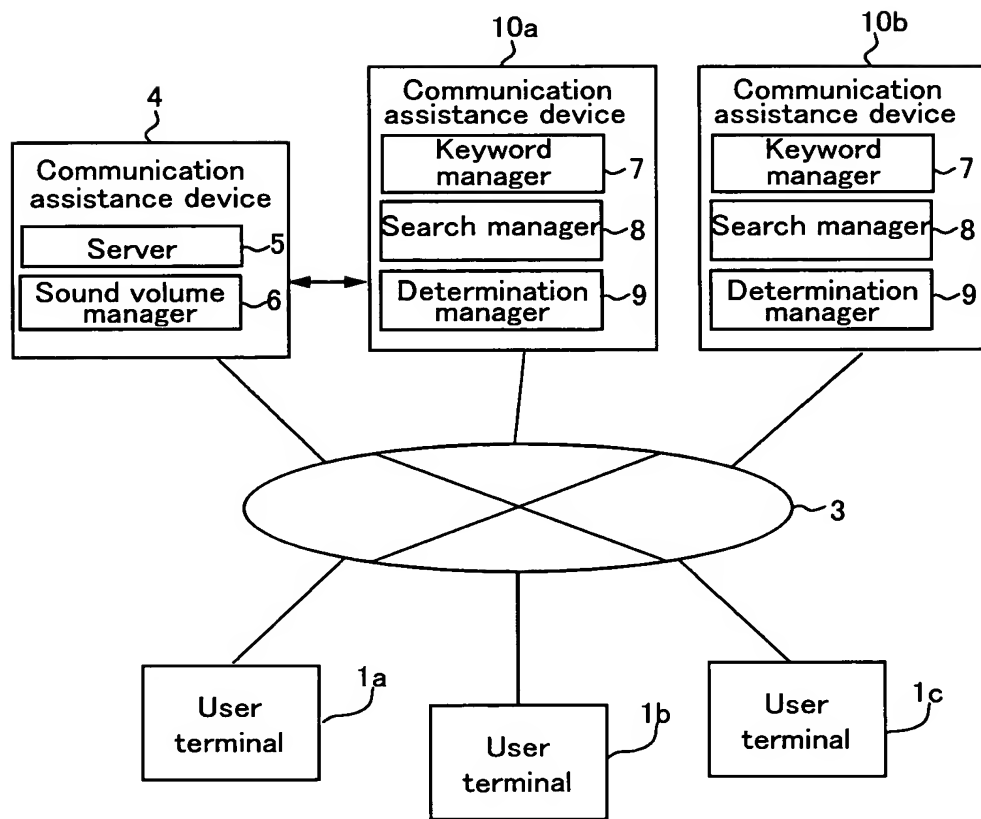 10a
10b
4
Communication
assistance device
Server
5
Sound volume
manager
6
Communication
assistance device
Keyword
manager
7
Search manager
8
Determination
manager
9
Communication
assistance device
Keyword
manager
7
Search manager
8
Determination
manager
9
3
User
terminal
1a
User
terminal
1b
User
terminal
1c